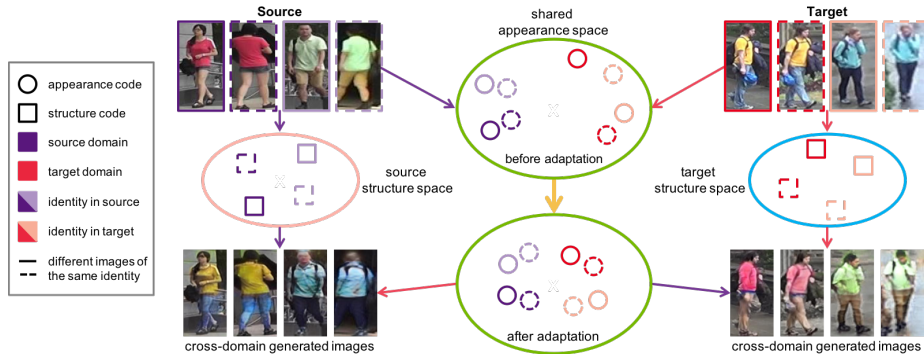 Source
shared
appearance space
Target
appearance code
structure code
source domain
target domain
identity in source
identity in target
different images of
the same identity
before adaptation
source
structure space
target
structure space
after adaptation
cross-domain generated images
cross-domain generated images